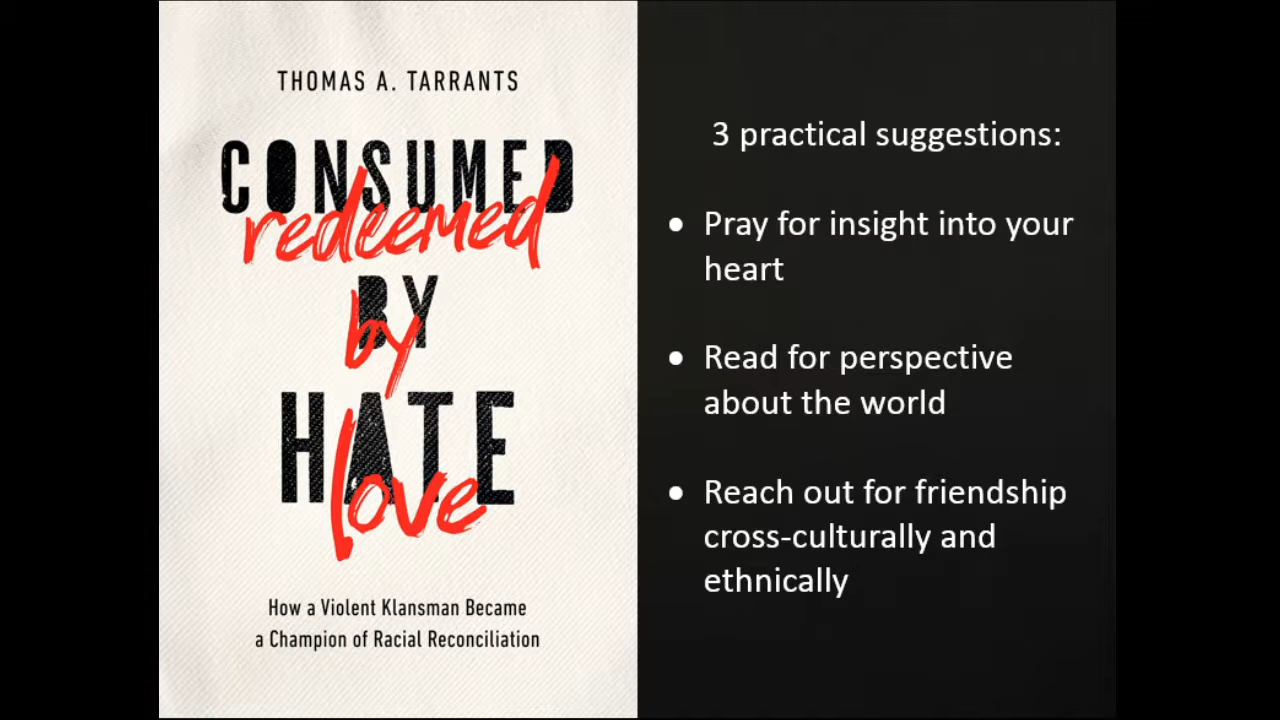 THOMAS A. TARRANTS
CONSUMED
redeemed
BY
by
HATE
love
How a Violent Klansman Became
a Champion of Racial Reconciliation
3 practical suggestions:
● Pray for insight into your
heart
● Read for perspective
about the world
● Reach out for friendship
cross-culturally and
ethnically